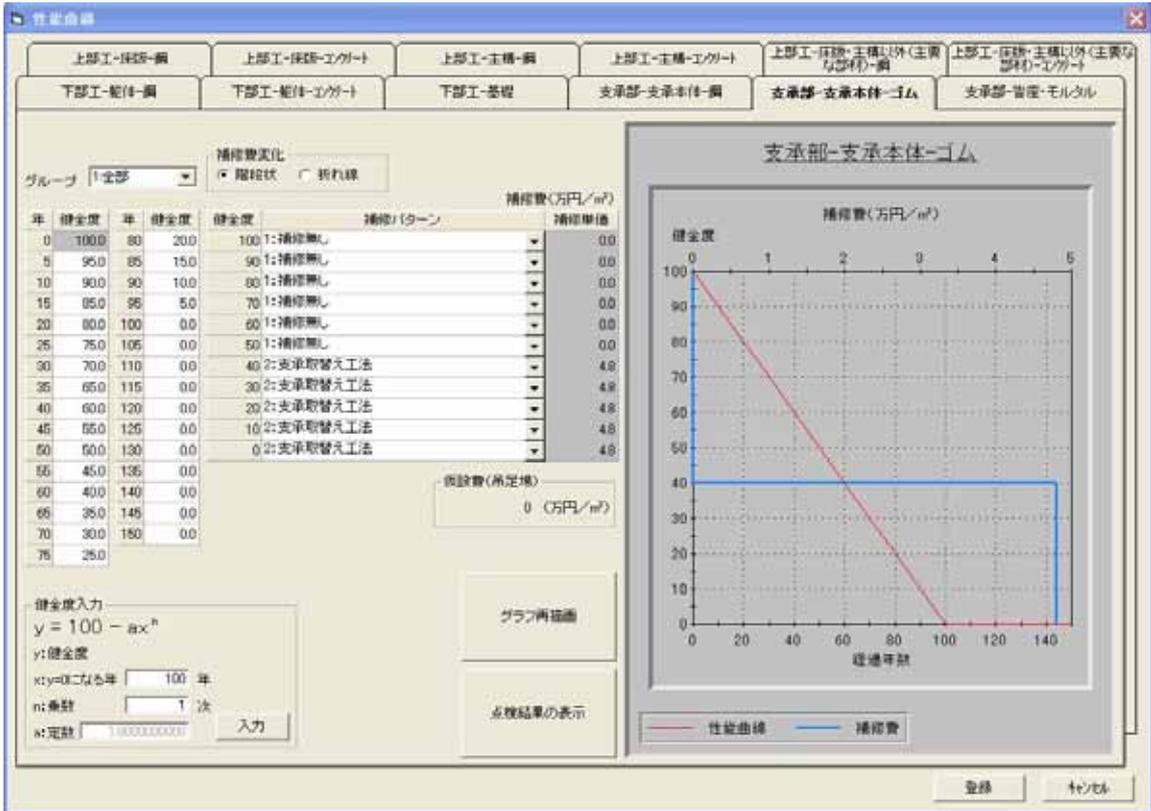 性能曲線
上部工-床版-鋼
上部工-床版-コンクリート
上部工-主構-鋼
上部工-主構-コンクリート
上部工-床版・主構以外(主要な部材)-鋼
上部工-床版・主構以外(主要な部材)-コンクリート
下部工-躯体-鋼
下部工-躯体-コンクリート
下部工-基礎
支承部-支承本体-鋼
支承部-支承本体-ゴム
支承部-沓座・モルタル
グループ 1:全部
補修費変化
階段状 折れ線
補修費(万円/㎡)
年 健全度 年 健全度
0 100.0 80 20.0
5 95.0 85 15.0
10 90.0 90 10.0
15 85.0 95 5.0
20 80.0 100 0.0
25 75.0 105 0.0
30 70.0 110 0.0
35 65.0 115 0.0
40 60.0 120 0.0
45 55.0 125 0.0
50 50.0 130 0.0
55 45.0 135 0.0
60 40.0 140 0.0
65 35.0 145 0.0
70 30.0 150 0.0
75 25.0
健全度 補修パターン 補修単価
100 1:補修無し 0.0
90 1:補修無し 0.0
80 1:補修無し 0.0
70 1:補修無し 0.0
60 1:補修無し 0.0
50 1:補修無し 0.0
40 2:支承取替え工法 4.8
30 2:支承取替え工法 4.8
20 2:支承取替え工法 4.8
10 2:支承取替え工法 4.8
0 2:支承取替え工法 4.8
仮設費(吊足場)
0 (万円/㎡)
健全度入力
y = 100 - axⁿ
y:健全度
x:y=0になる年 100 年
n:乗数 1 次
a:定数 1.0000000000
入力
グラフ再描画
点検結果の表示
支承部-支承本体-ゴム
補修費(万円/㎡)
健全度
0 1 2 3 4 5
100
90
80
70
60
50
40
30
20
10
0
0 20 40 60 80 100 120 140
経過年数
性能曲線 補修費
登録 キャンセル